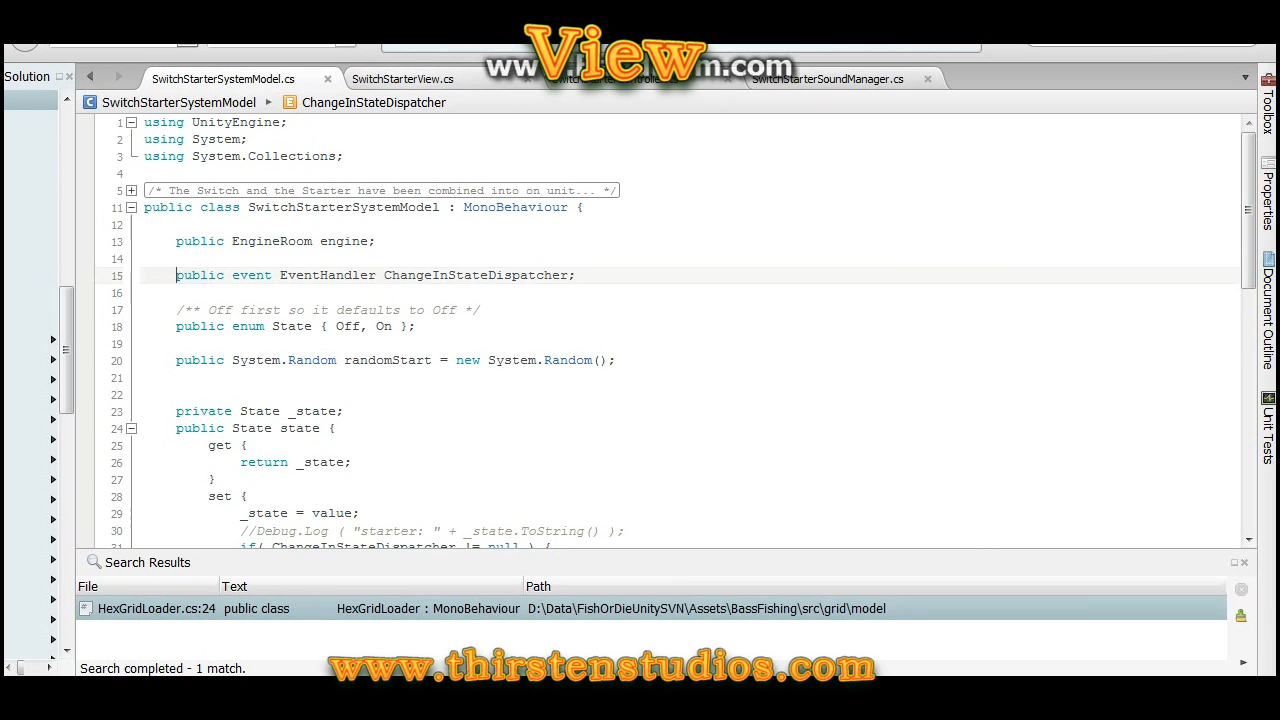 View
www.
m.com
Solution
SwitchStarterSystemModel.cs
SwitchStarterView.cs
SwitchStarterSoundManager.cs
SwitchStarterSystemModel
ChangeInStateDispatcher
1 using UnityEngine;
2 using System;
3 using System.Collections;
4
5 /* The Switch and the Starter have been combined into on unit... */
11 public class SwitchStarterSystemModel : MonoBehaviour {
12
13 public EngineRoom engine;
14
15 public event EventHandler ChangeInStateDispatcher;
16
17 /** Off first so it defaults to Off */
18 public enum State { Off, On };
19
20 public System.Random randomStart = new System.Random();
21
22
23 private State _state;
24 public State state {
25 get {
26 return _state;
27 }
28 set {
29 _state = value;
30 //Debug.Log ( "starter: " + _state.ToString() );
31 if( ChangeInStateDispatcher != null ) {
Toolbox
Properties
Document Outline
Unit Tests
Search Results
File Text Path
HexGridLoader.cs:24 public class HexGridLoader : MonoBehaviour D:\Data\FishOrDieUnitySVN\Assets\BassFishing\src\grid\model
Search completed - 1 match.
www.thirstenstudios.com